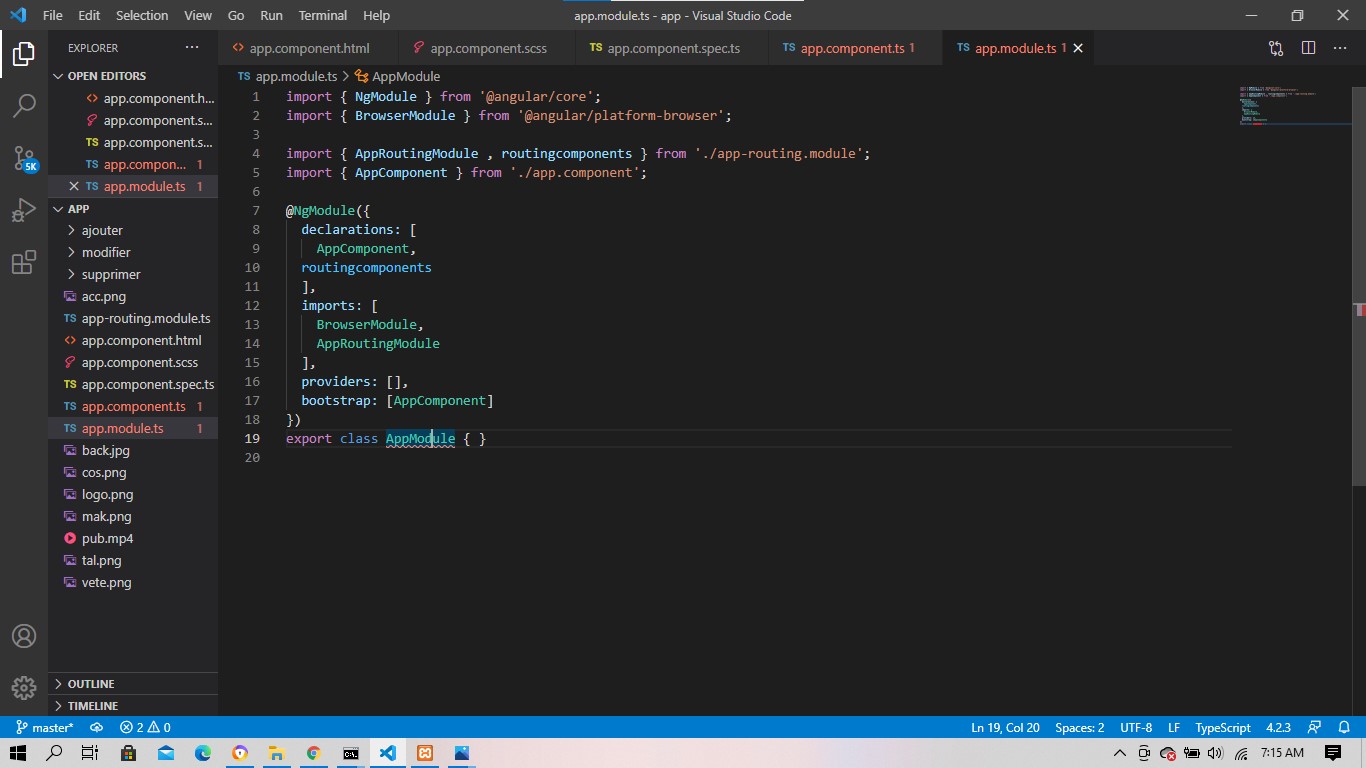 File Edit Selection View Go Run Terminal Help
app.module.ts - app - Visual Studio Code
EXPLORER ···
app.component.html
app.component.scss
TS app.component.spec.ts
TS app.component.ts 1
TS app.module.ts 1
OPEN EDITORS
app.component.h...
app.component.s...
TS app.component.s...
TS app.compon... 1
TS app.module.ts 1
5K
APP
ajouter
modifier
supprimer
acc.png
TS app-routing.module.ts
app.component.html
app.component.scss
TS app.component.spec.ts
TS app.component.ts 1
TS app.module.ts 1
back.jpg
cos.png
logo.png
mak.png
pub.mp4
tal.png
vete.png
OUTLINE
TIMELINE
TS app.module.ts > AppModule
1 import { NgModule } from '@angular/core';
2 import { BrowserModule } from '@angular/platform-browser';
3
4 import { AppRoutingModule , routingcomponents } from './app-routing.module';
5 import { AppComponent } from './app.component';
6
7 @NgModule({
8 declarations: [
9 AppComponent,
10 routingcomponents
11 ],
12 imports: [
13 BrowserModule,
14 AppRoutingModule
15 ],
16 providers: [],
17 bootstrap: [AppComponent]
18 })
19 export class AppModule { }
20
master* 2 0
Ln 19, Col 20 Spaces: 2 UTF-8 LF TypeScript 4.2.3
7:15 AM